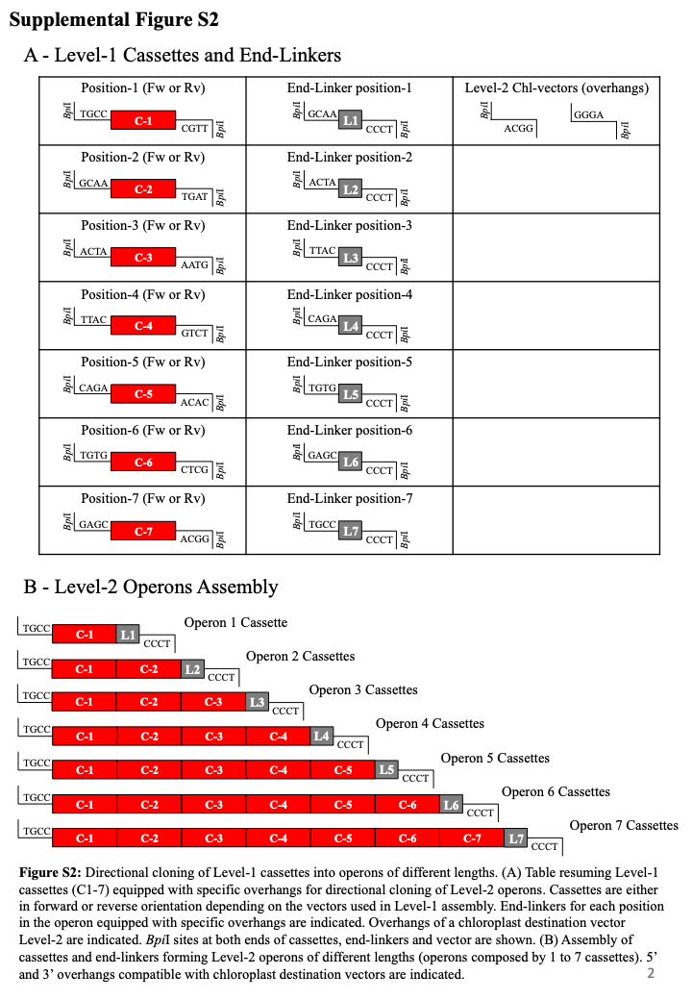 Supplemental Figure S2
A - Level-1 Cassettes and End-Linkers
Position-1 (Fw or Rv) End-Linker position-1 Level-2 Chl-vectors (overhangs)
BpiI TGCC C-1 CGTT BpiI BpiI GCAA L1 CCCT BpiI BpiI ACGG GGGA BpiI
Position-2 (Fw or Rv) End-Linker position-2
BpiI GCAA C-2 TGAT BpiI BpiI ACTA L2 CCCT BpiI
Position-3 (Fw or Rv) End-Linker position-3
BpiI ACTA C-3 AATG BpiI BpiI TTAC L3 CCCT BpiI
Position-4 (Fw or Rv) End-Linker position-4
BpiI TTAC C-4 GTCT BpiI BpiI CAGA L4 CCCT BpiI
Position-5 (Fw or Rv) End-Linker position-5
BpiI CAGA C-5 ACAC BpiI BpiI TGTG L5 CCCT BpiI
Position-6 (Fw or Rv) End-Linker position-6
BpiI TGTG C-6 CTCG BpiI BpiI GAGC L6 CCCT BpiI
Position-7 (Fw or Rv) End-Linker position-7
BpiI GAGC C-7 ACGG BpiI BpiI TGCC L7 CCCT BpiI
B - Level-2 Operons Assembly
TGCC C-1 L1 CCCT Operon 1 Cassette
TGCC C-1 C-2 L2 CCCT Operon 2 Cassettes
TGCC C-1 C-2 C-3 L3 CCCT Operon 3 Cassettes
TGCC C-1 C-2 C-3 C-4 L4 CCCT Operon 4 Cassettes
TGCC C-1 C-2 C-3 C-4 C-5 L5 CCCT Operon 5 Cassettes
TGCC C-1 C-2 C-3 C-4 C-5 C-6 L6 CCCT Operon 6 Cassettes
TGCC C-1 C-2 C-3 C-4 C-5 C-6 C-7 L7 CCCT Operon 7 Cassettes
Figure S2: Directional cloning of Level-1 cassettes into operons of different lengths. (A) Table resuming Level-1
cassettes (C1-7) equipped with specific overhangs for directional cloning of Level-2 operons. Cassettes are either
in forward or reverse orientation depending on the vectors used in Level-1 assembly. End-linkers for each position
in the operon equipped with specific overhangs are indicated. Overhangs of a chloroplast destination vector
Level-2 are indicated. BpiI sites at both ends of cassettes, end-linkers and vector are shown. (B) Assembly of
cassettes and end-linkers forming Level-2 operons of different lengths (operons composed by 1 to 7 cassettes). 5’
and 3’ overhangs compatible with chloroplast destination vectors are indicated.
2